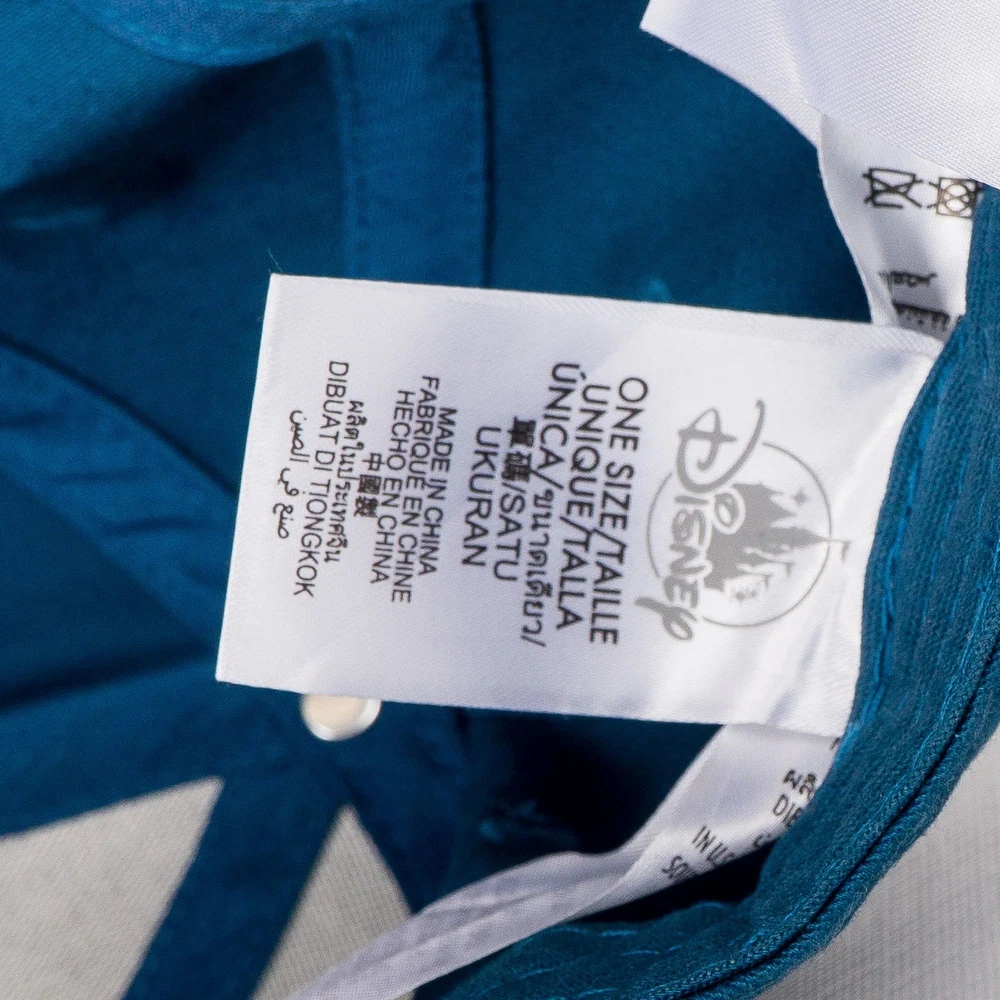 Disney
ONE SIZE/TAILLE
UNIQUE/TALLA
ÚNICA/ขนาดเดียว/
單碼/SATU
UKURAN
MADE IN CHINA
FABRIQUÉ EN CHINE
HECHO EN CHINA
中國製
ผลิตในประเทศจีน
DIBUAT DI TIONGKOK
صنع في الصين